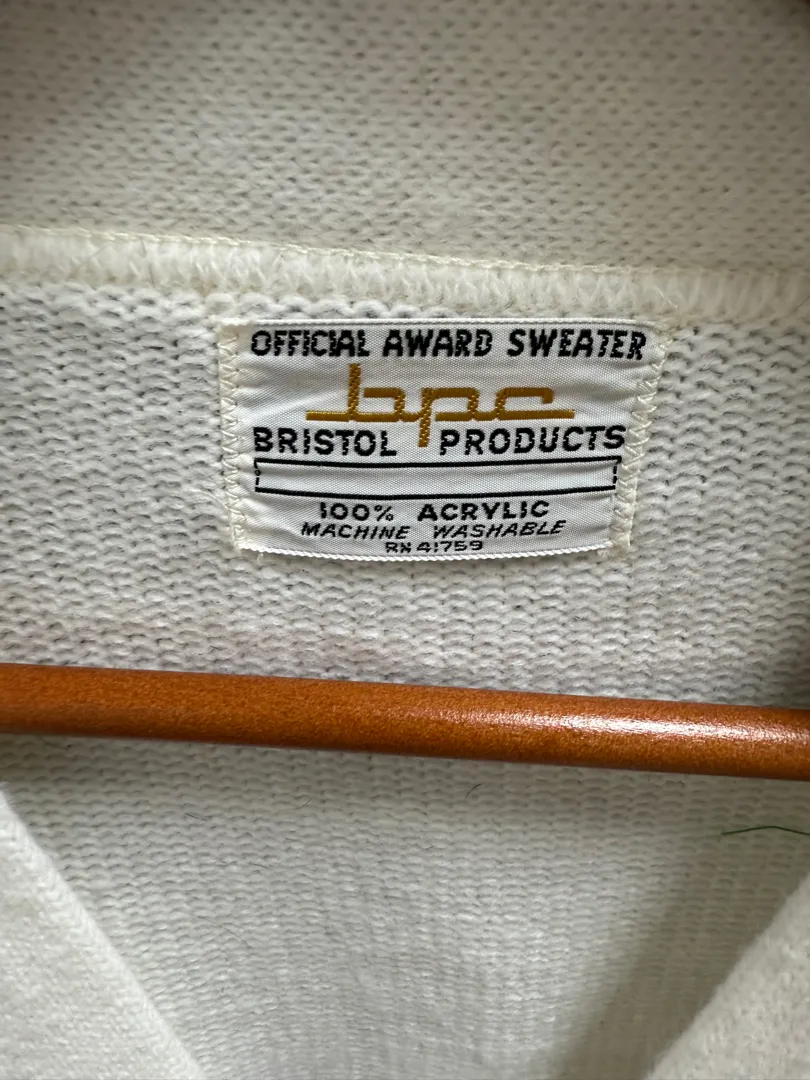 OFFICIAL AWARD SWEATER
bpc
BRISTOL PRODUCTS
100% ACRYLIC
MACHINE WASHABLE
RN 41759